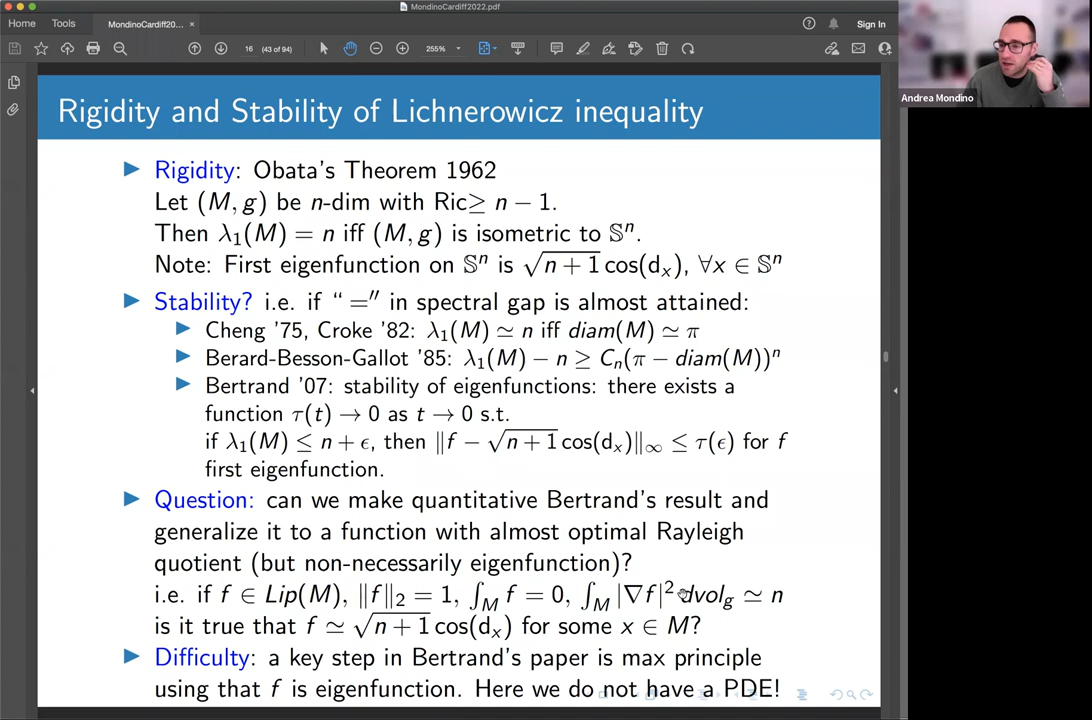 MondinoCardiff2022.pdf
Home Tools MondinoCardiff20... × Sign In
16 (43 of 94) 255%
Andrea Mondino
Rigidity and Stability of Lichnerowicz inequality
Rigidity: Obata's Theorem 1962
Let (M, g) be n-dim with Ric≥ n − 1.
Then λ₁(M) = n iff (M, g) is isometric to 𝕊ⁿ.
Note: First eigenfunction on 𝕊ⁿ is √(n + 1) cos(dₓ), ∀x ∈ 𝕊ⁿ
Stability? i.e. if “ =” in spectral gap is almost attained:
Cheng '75, Croke '82: λ₁(M) ≃ n iff diam(M) ≃ π
Berard-Besson-Gallot '85: λ₁(M) − n ≥ Cₙ(π − diam(M))ⁿ
Bertrand '07: stability of eigenfunctions: there exists a
function τ(t) → 0 as t → 0 s.t.
if λ₁(M) ≤ n + ϵ, then ‖f − √(n + 1) cos(dₓ)‖∞ ≤ τ(ϵ) for f
first eigenfunction.
Question: can we make quantitative Bertrand's result and
generalize it to a function with almost optimal Rayleigh
quotient (but non-necessarily eigenfunction)?
i.e. if f ∈ Lip(M), ‖f‖₂ = 1, ∫_M f = 0, ∫_M |∇f|² dvol_g ≃ n
is it true that f ≃ √(n + 1) cos(dₓ) for some x ∈ M?
Difficulty: a key step in Bertrand's paper is max principle
using that f is eigenfunction. Here we do not have a PDE!